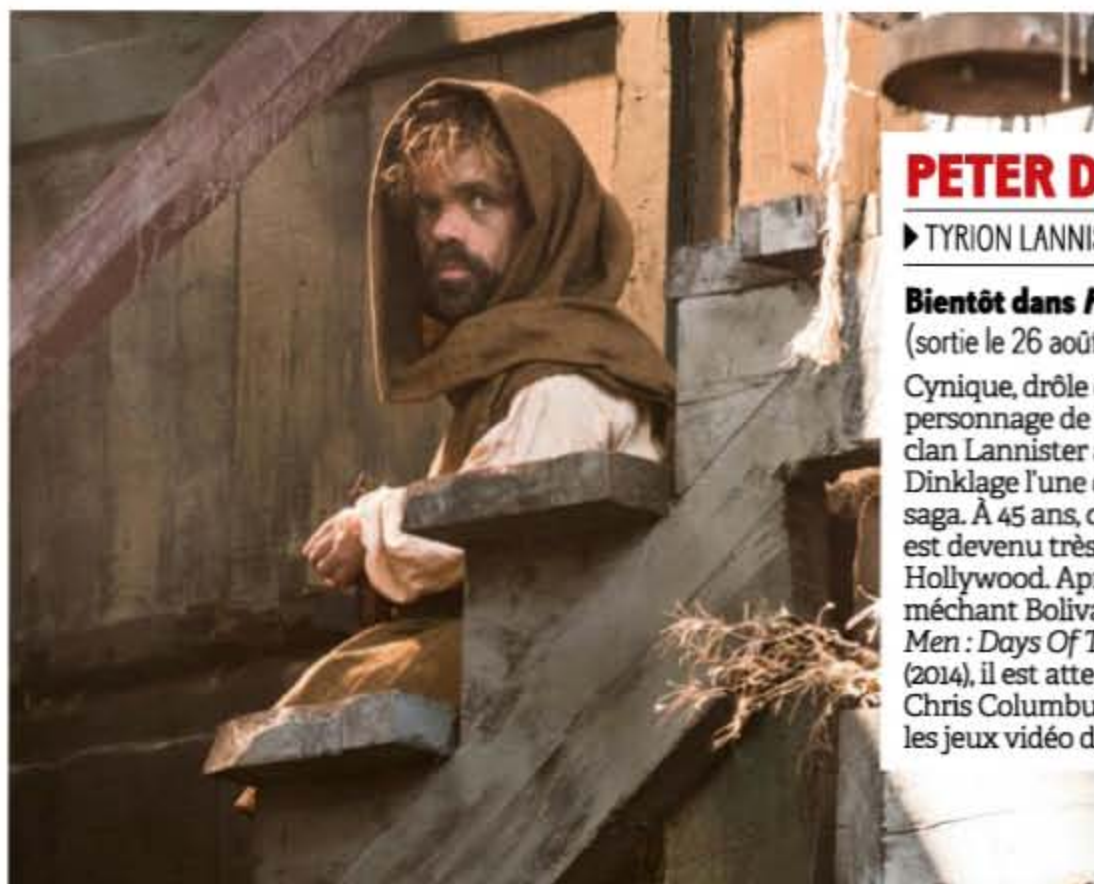 PETER D
▶ TYRION LANNIS
Bientôt dans
(sortie le 26 aoû
Cynique, drôle
personnage de
clan Lannister
Dinklage l'une
saga. À 45 ans,
est devenu très
Hollywood. Apr
méchant Boliva
Men : Days Of T
(2014), il est atte
Chris Columbu
les jeux vidéo d